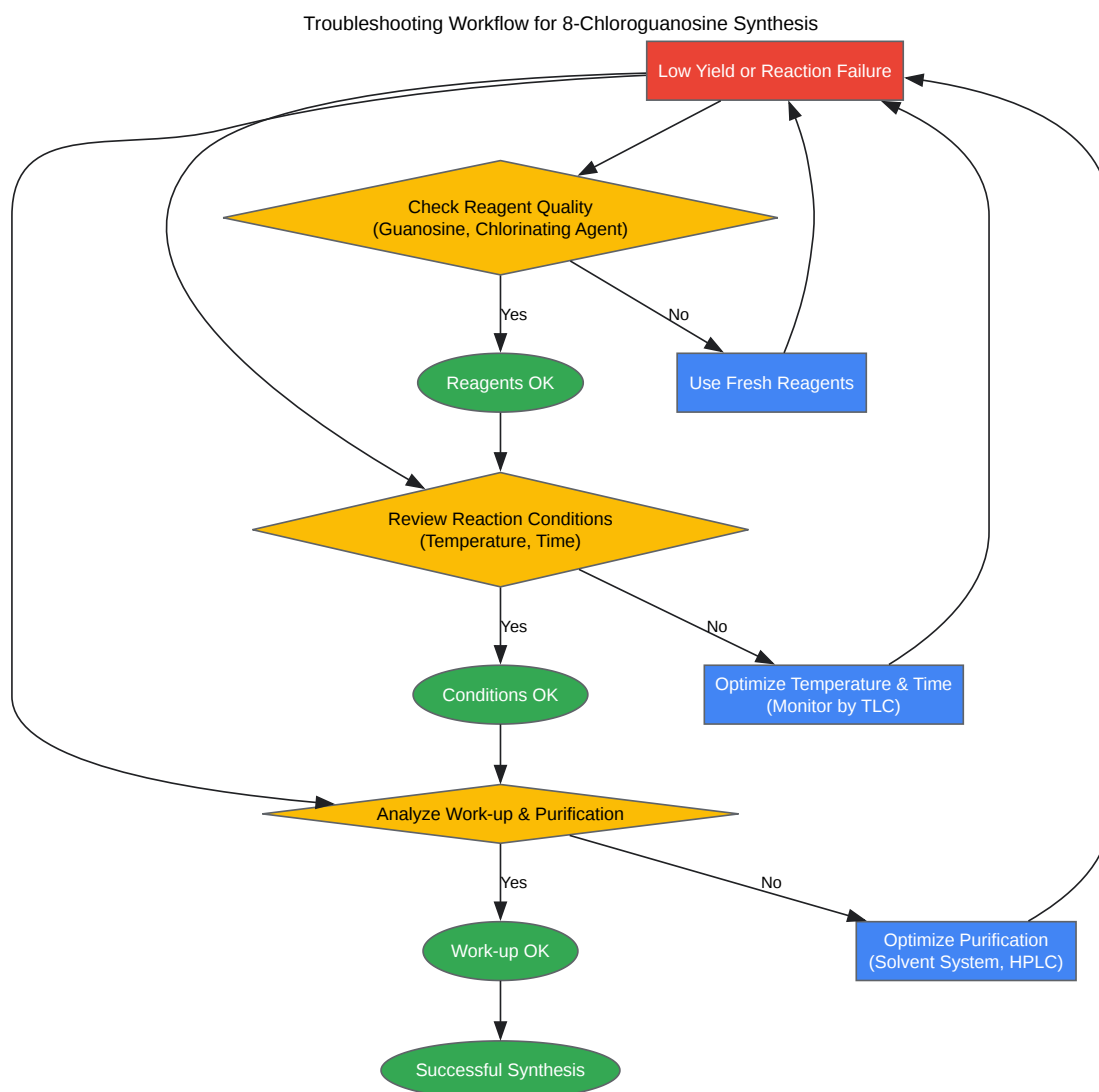 Troubleshooting Workflow for 8-Chloroguanosine Synthesis
Low Yield or Reaction Failure
Check Reagent Quality
(Guanosine, Chlorinating Agent)
Yes
No
Reagents OK
Use Fresh Reagents
Review Reaction Conditions
(Temperature, Time)
Yes
No
Conditions OK
Optimize Temperature & Time
(Monitor by TLC)
Analyze Work-up & Purification
Yes
No
Work-up OK
Optimize Purification
(Solvent System, HPLC)
Successful Synthesis